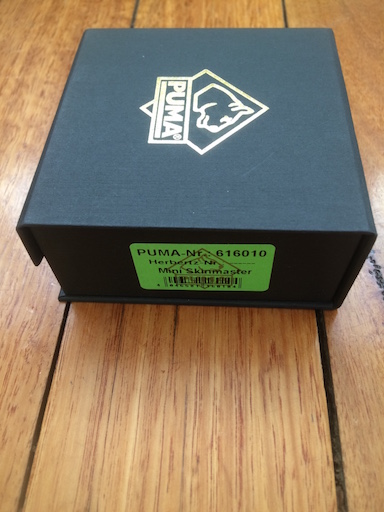 PUMA®
PUMA-Nr.: 616010
Herbertz-Nr.: ----------
Mini Skinmaster